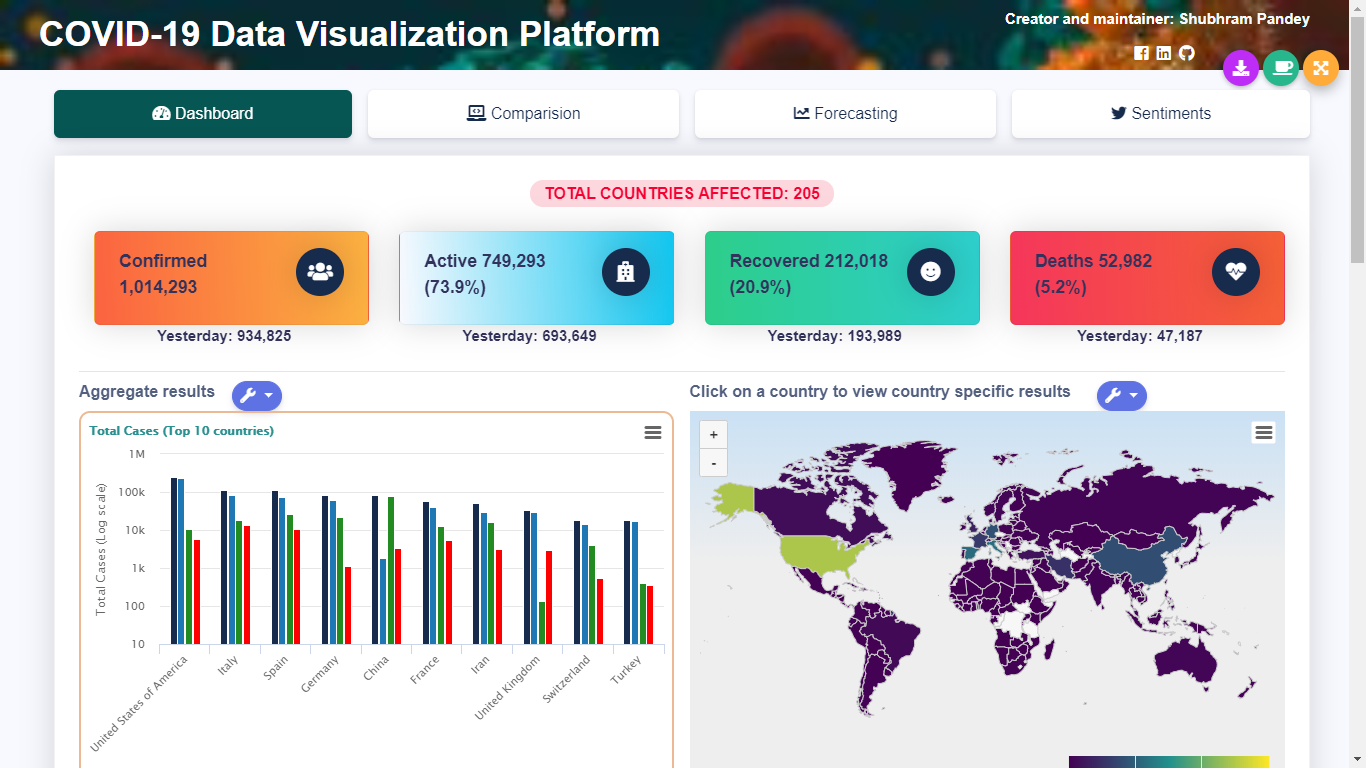 COVID-19 Data Visualization Platform
Creator and maintainer: Shubhram Pandey
Dashboard
Comparision
Forecasting
Sentiments
TOTAL COUNTRIES AFFECTED: 205
Confirmed
1,014,293
Yesterday: 934,825
Active 749,293
(73.9%)
Yesterday: 693,649
Recovered 212,018
(20.9%)
Yesterday: 193,989
Deaths 52,982
(5.2%)
Yesterday: 47,187
Aggregate results
Total Cases (Top 10 countries)
Total Cases (Log scale)
1M
100k
10k
1k
100
10
United States of America
Italy
Spain
Germany
China
France
Iran
United Kingdom
Switzerland
Turkey
Click on a country to view country specific results
+
-